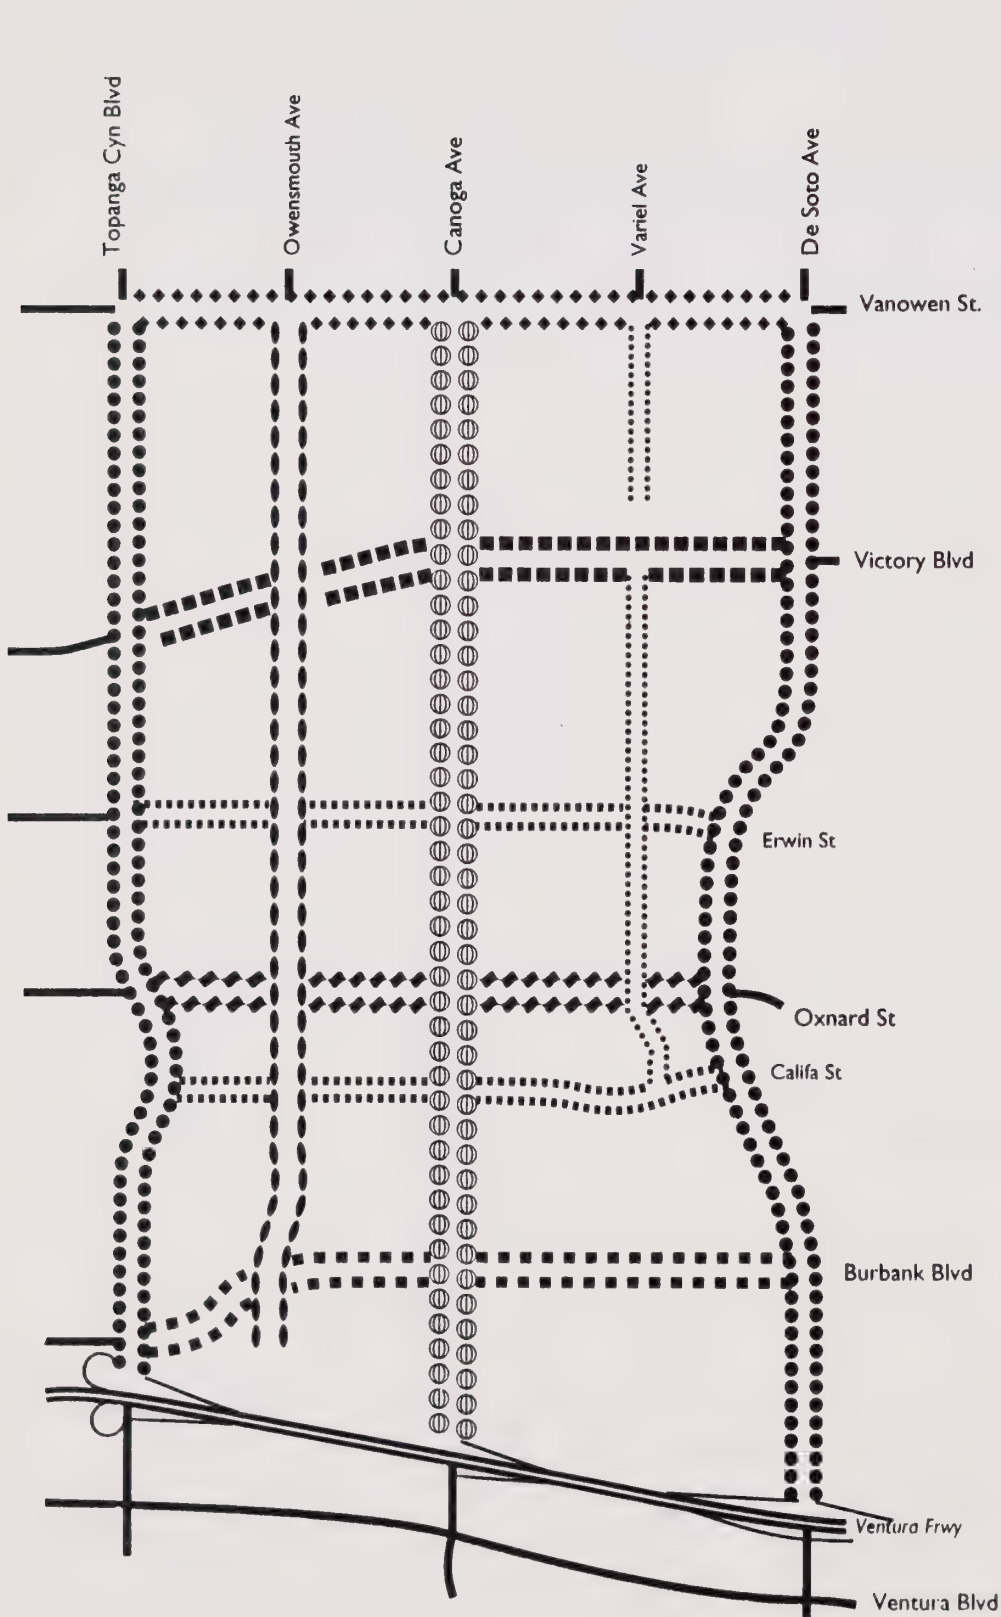 Topanga Cyn Blvd
Owensmouth Ave
Canoga Ave
Variel Ave
De Soto Ave
Vanowen St.
Victory Blvd
Erwin St
Oxnard St
Califa St
Burbank Blvd
Ventura Frwy
Ventura Blvd